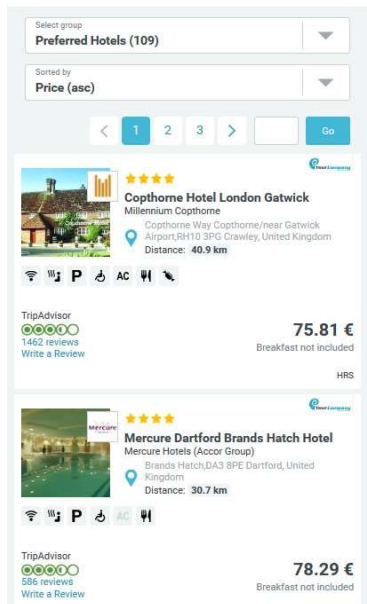 Select group
Preferred Hotels (109)
Sorted by
Price (asc)
< 1 2 3 > Go
Your Company
Copthorne Hotel London Gatwick
Millennium Copthorne
Copthorne Way Copthorne/near Gatwick
Airport,RH10 3PG Crawley, United Kingdom
Distance: 40.9 km
P AC
TripAdvisor
1462 reviews
Write a Review
75.81 €
Breakfast not included
HRS
Your Company
Mercure
Mercure Dartford Brands Hatch Hotel
Mercure Hotels (Accor Group)
Brands Hatch,DA3 8PE Dartford, United
Kingdom
Distance: 30.7 km
P AC
TripAdvisor
586 reviews
Write a Review
78.29 €
Breakfast not included